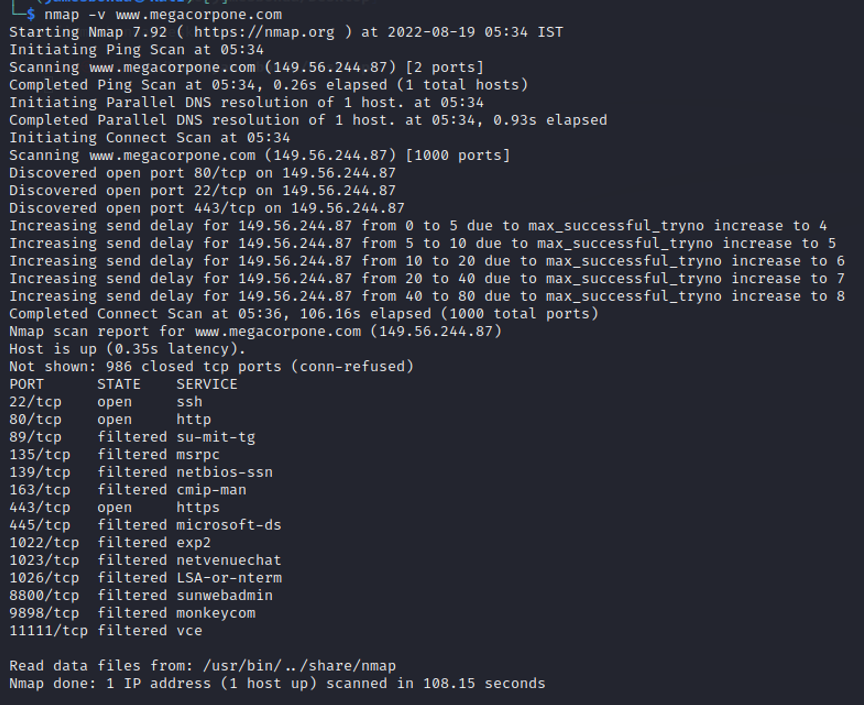 $ nmap -v www.megacorpone.com
Starting Nmap 7.92 ( https://nmap.org ) at 2022-08-19 05:34 IST
Initiating Ping Scan at 05:34
Scanning www.megacorpone.com (149.56.244.87) [2 ports]
Completed Ping Scan at 05:34, 0.26s elapsed (1 total hosts)
Initiating Parallel DNS resolution of 1 host. at 05:34
Completed Parallel DNS resolution of 1 host. at 05:34, 0.93s elapsed
Initiating Connect Scan at 05:34
Scanning www.megacorpone.com (149.56.244.87) [1000 ports]
Discovered open port 80/tcp on 149.56.244.87
Discovered open port 22/tcp on 149.56.244.87
Discovered open port 443/tcp on 149.56.244.87
Increasing send delay for 149.56.244.87 from 0 to 5 due to max_successful_tryno increase to 4
Increasing send delay for 149.56.244.87 from 5 to 10 due to max_successful_tryno increase to 5
Increasing send delay for 149.56.244.87 from 10 to 20 due to max_successful_tryno increase to 6
Increasing send delay for 149.56.244.87 from 20 to 40 due to max_successful_tryno increase to 7
Increasing send delay for 149.56.244.87 from 40 to 80 due to max_successful_tryno increase to 8
Completed Connect Scan at 05:36, 106.16s elapsed (1000 total ports)
Nmap scan report for www.megacorpone.com (149.56.244.87)
Host is up (0.35s latency).
Not shown: 986 closed tcp ports (conn-refused)
PORT      STATE    SERVICE
22/tcp    open     ssh
80/tcp    open     http
89/tcp    filtered su-mit-tg
135/tcp   filtered msrpc
139/tcp   filtered netbios-ssn
163/tcp   filtered cmip-man
443/tcp   open     https
445/tcp   filtered microsoft-ds
1022/tcp  filtered exp2
1023/tcp  filtered netvenuechat
1026/tcp  filtered LSA-or-nterm
8800/tcp  filtered sunwebadmin
9898/tcp  filtered monkeycom
11111/tcp filtered vce
Read data files from: /usr/bin/../share/nmap
Nmap done: 1 IP address (1 host up) scanned in 108.15 seconds